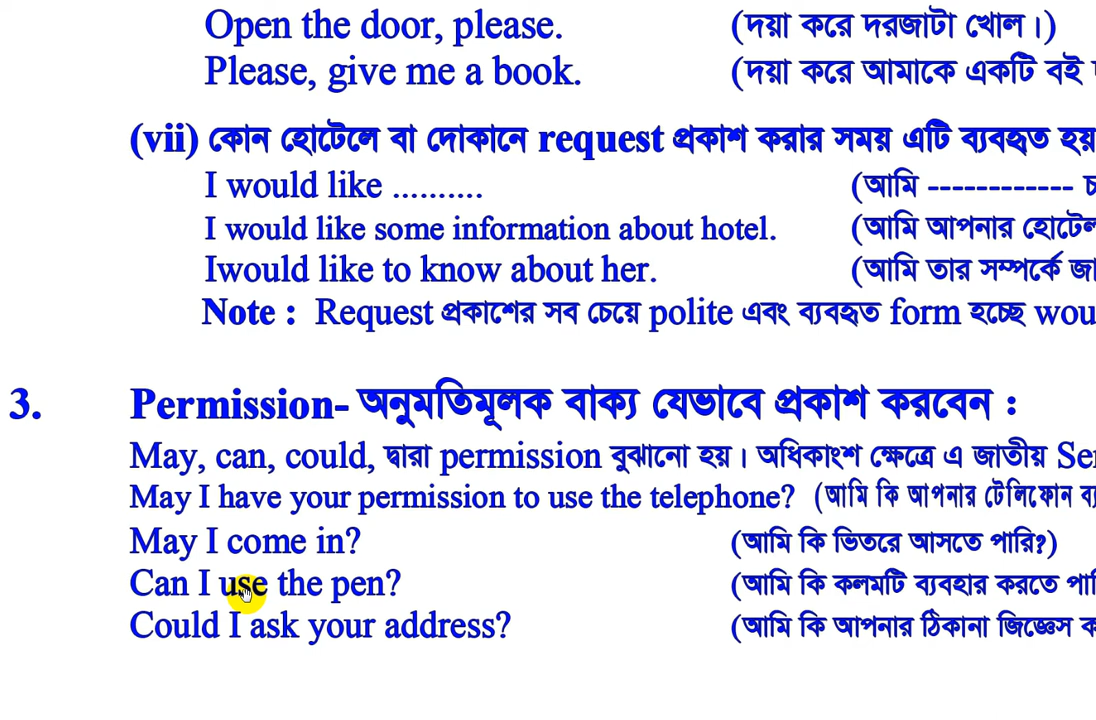 Open the door, please. (দয়া করে দরজাটা খোল।)
Please, give me a book. (দয়া করে আমাকে একটি বই
(vii) কোন হোটেলে বা দোকানে request প্রকাশ করার সময় এটি ব্যবহৃত হয়
I would like .......... (আমি ------------
I would like some information about hotel. (আমি আপনার হোটেল
Iwould like to know about her. (আমি তার সম্পর্কে
Note : Request প্রকাশের সব চেয়ে polite এবং ব্যবহৃত form হচ্ছে
3. Permission- অনুমতিমূলক বাক্য যেভাবে প্রকাশ করবেন :
May, can, could, দ্বারা permission বুঝানো হয়। অধিকাংশ ক্ষেত্রে এ জাতীয়
May I have your permission to use the telephone? (আমি কি আপনার টেলিফোন
May I come in? (আমি কি ভিতরে আসতে পারি?)
Can I use the pen? (আমি কি কলমটি ব্যবহার করতে
Could I ask your address? (আমি কি আপনার ঠিকানা জিজ্ঞেস